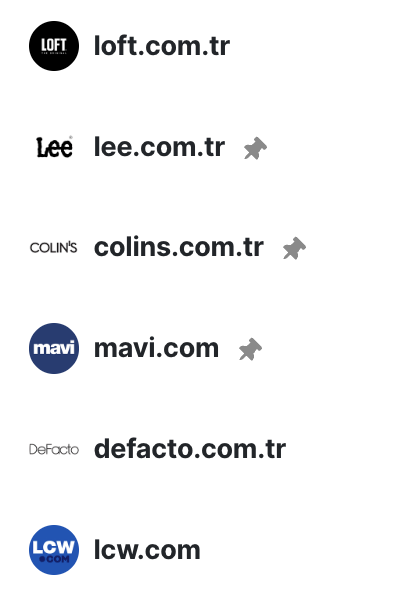 LOFT loft.com.tr
Lee lee.com.tr
COLIN'S colins.com.tr
mavi mavi.com
DeFacto defacto.com.tr
LCW
.COM lcw.com